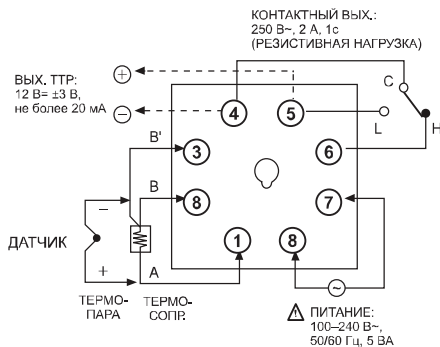 КОНТАКТНЫЙ ВЫХ.:
250 В~, 2 А, 1с
(РЕЗИСТИВНАЯ НАГРУЗКА)
ВЫХ. ТТР:
12 В= ±3 В,
не более 20 мА
+
−
C
L
H
4
5
3
6
8
7
1
8
B'
B
A
ДАТЧИК
−
+
ТЕРМО-
ПАРА
ТЕРМО-
СОПР.
~
⚠ ПИТАНИЕ:
100–240 В~,
50/60 Гц, 5 ВА